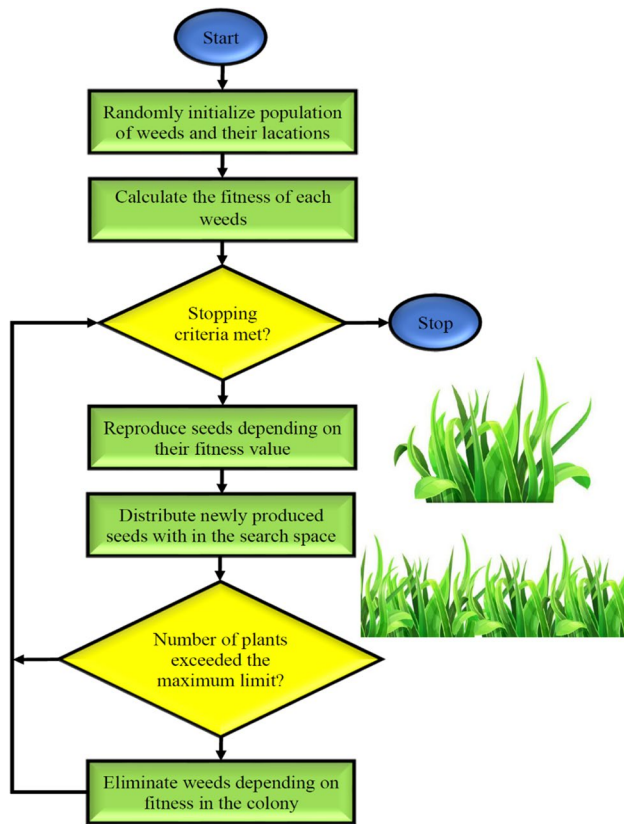 Start
Randomly initialize population
of weeds and their lacations
Calculate the fitness of each
weeds
Stopping
criteria met?
Stop
Reproduce seeds depending on
their fitness value
Distribute newly produced
seeds with in the search space
Number of plants
exceeded the
maximum limit?
Eliminate weeds depending on
fitness in the colony